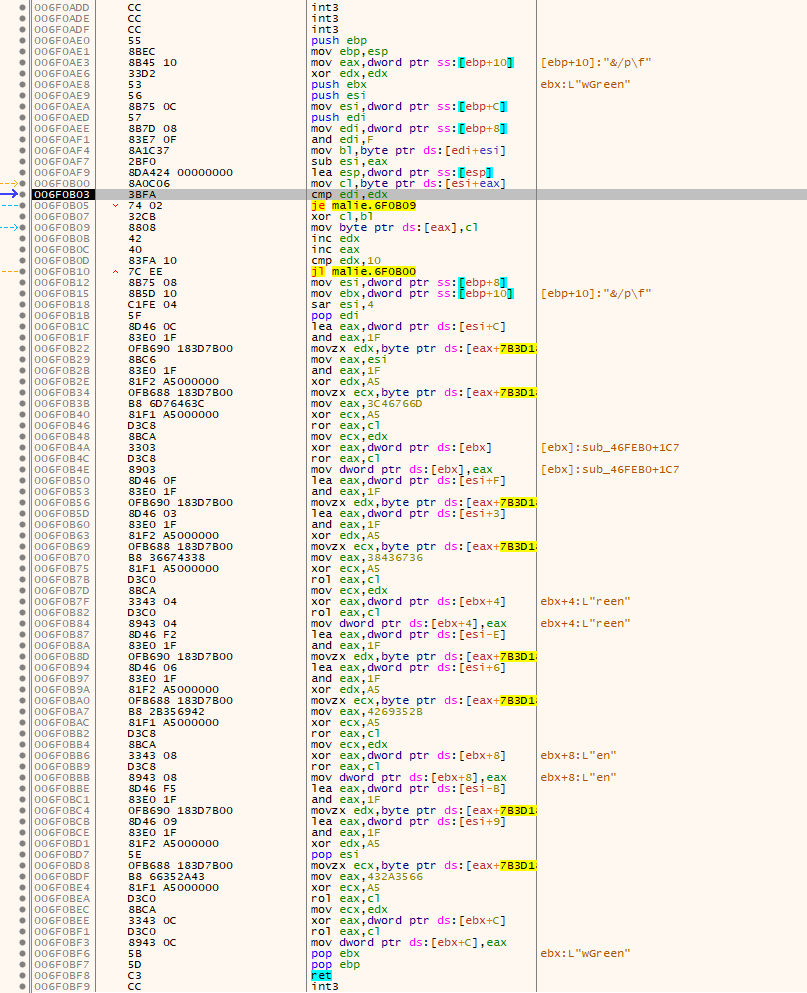 006F0ADD CC int3
006F0ADE CC int3
006F0ADF CC int3
006F0AE0 55 push ebp
006F0AE1 8BEC mov ebp,esp
006F0AE3 8B45 10 mov eax,dword ptr ss:[ebp+10] [ebp+10]:"&/p\f"
006F0AE6 33D2 xor edx,edx
006F0AE8 53 push ebx ebx:L"wGreen"
006F0AE9 56 push esi
006F0AEA 8B75 0C mov esi,dword ptr ss:[ebp+C]
006F0AED 57 push edi
006F0AEE 8B7D 08 mov edi,dword ptr ss:[ebp+8]
006F0AF1 83E7 0F and edi,F
006F0AF4 8A1C37 mov bl,byte ptr ds:[edi+esi]
006F0AF7 2BF0 sub esi,eax
006F0AF9 8DA424 00000000 lea esp,dword ptr ss:[esp]
006F0B00 8A0C06 mov cl,byte ptr ds:[esi+eax]
006F0B03 3BFA cmp edi,edx
006F0B05 74 02 je malie.6F0B09
006F0B07 32CB xor cl,bl
006F0B09 8808 mov byte ptr ds:[eax],cl
006F0B0B 42 inc edx
006F0B0C 40 inc eax
006F0B0D 83FA 10 cmp edx,10
006F0B10 7C EE jl malie.6F0B00
006F0B12 8B75 08 mov esi,dword ptr ss:[ebp+8]
006F0B15 8B5D 10 mov ebx,dword ptr ss:[ebp+10] [ebp+10]:"&/p\f"
006F0B18 C1FE 04 sar esi,4
006F0B1B 5F pop edi
006F0B1C 8D46 0C lea eax,dword ptr ds:[esi+C]
006F0B1F 83E0 1F and eax,1F
006F0B22 0FB690 183D7B00 movzx edx,byte ptr ds:[eax+7B3D1
006F0B29 8BC6 mov eax,esi
006F0B2B 83E0 1F and eax,1F
006F0B2E 81F2 A5000000 xor edx,A5
006F0B34 0FB688 183D7B00 movzx ecx,byte ptr ds:[eax+7B3D1
006F0B3B B8 6D76463C mov eax,3C46766D
006F0B40 81F1 A5000000 xor ecx,A5
006F0B46 D3C8 ror eax,cl
006F0B48 8BCA mov ecx,edx
006F0B4A 3303 xor eax,dword ptr ds:[ebx] [ebx]:sub_46FEB0+1C7
006F0B4C D3C8 ror eax,cl
006F0B4E 8903 mov dword ptr ds:[ebx],eax [ebx]:sub_46FEB0+1C7
006F0B50 8D46 0F lea eax,dword ptr ds:[esi+F]
006F0B53 83E0 1F and eax,1F
006F0B56 0FB690 183D7B00 movzx edx,byte ptr ds:[eax+7B3D1
006F0B5D 8D46 03 lea eax,dword ptr ds:[esi+3]
006F0B60 83E0 1F and eax,1F
006F0B63 81F2 A5000000 xor edx,A5
006F0B69 0FB688 183D7B00 movzx ecx,byte ptr ds:[eax+7B3D1
006F0B70 B8 36674338 mov eax,38436736
006F0B75 81F1 A5000000 xor ecx,A5
006F0B7B D3C0 rol eax,cl
006F0B7D 8BCA mov ecx,edx
006F0B7F 3343 04 xor eax,dword ptr ds:[ebx+4] ebx+4:L"reen"
006F0B82 D3C0 rol eax,cl
006F0B84 8943 04 mov dword ptr ds:[ebx+4],eax ebx+4:L"reen"
006F0B87 8D46 F2 lea eax,dword ptr ds:[esi-E]
006F0B8A 83E0 1F and eax,1F
006F0B8D 0FB690 183D7B00 movzx edx,byte ptr ds:[eax+7B3D1
006F0B94 8D46 06 lea eax,dword ptr ds:[esi+6]
006F0B97 83E0 1F and eax,1F
006F0B9A 81F2 A5000000 xor edx,A5
006F0BA0 0FB688 183D7B00 movzx ecx,byte ptr ds:[eax+7B3D1
006F0BA7 B8 2B356942 mov eax,4269352B
006F0BAC 81F1 A5000000 xor ecx,A5
006F0BB2 D3C8 ror eax,cl
006F0BB4 8BCA mov ecx,edx
006F0BB6 3343 08 xor eax,dword ptr ds:[ebx+8] ebx+8:L"en"
006F0BB9 D3C8 ror eax,cl
006F0BBB 8943 08 mov dword ptr ds:[ebx+8],eax ebx+8:L"en"
006F0BBE 8D46 F5 lea eax,dword ptr ds:[esi-B]
006F0BC1 83E0 1F and eax,1F
006F0BC4 0FB690 183D7B00 movzx edx,byte ptr ds:[eax+7B3D1
006F0BCB 8D46 09 lea eax,dword ptr ds:[esi+9]
006F0BCE 83E0 1F and eax,1F
006F0BD1 81F2 A5000000 xor edx,A5
006F0BD7 5E pop esi
006F0BD8 0FB688 183D7B00 movzx ecx,byte ptr ds:[eax+7B3D1
006F0BDF B8 66352A43 mov eax,432A3566
006F0BE4 81F1 A5000000 xor ecx,A5
006F0BEA D3C0 rol eax,cl
006F0BEC 8BCA mov ecx,edx
006F0BEE 3343 0C xor eax,dword ptr ds:[ebx+C]
006F0BF1 D3C0 rol eax,cl
006F0BF3 8943 0C mov dword ptr ds:[ebx+C],eax
006F0BF6 5B pop ebx ebx:L"wGreen"
006F0BF7 5D pop ebp
006F0BF8 C3 ret
006F0BF9 CC int3